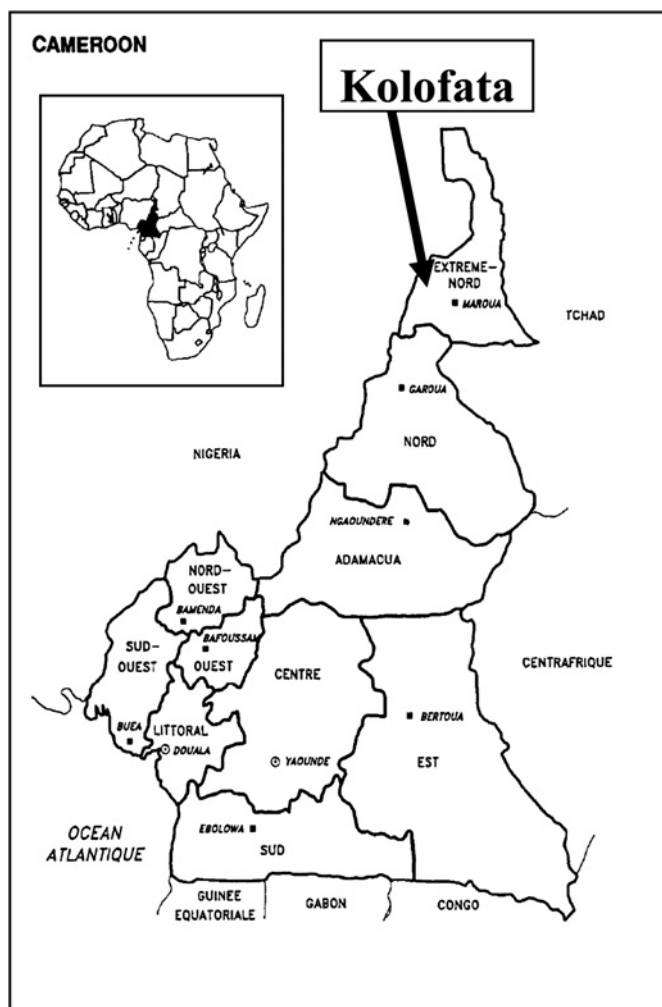 CAMEROON
Kolofata
EXTREME-
NORD
MAROUA
TCHAD
GAROUA
NORD
NIGERIA
NGAOUNDERE
ADAMACUA
NORD-
OUEST
BAMENDA
BAFOUSSAM
OUEST
SUD-
OUEST
CENTRE
CENTRAFRIQUE
LITTORAL
BUEA
DOUALA
YAOUNDE
BERTOUA
EST
OCEAN
ATLANTIQUE
EBOLOWA
SUD
GUINEE
EQUATORIALE
GABON
CONGO